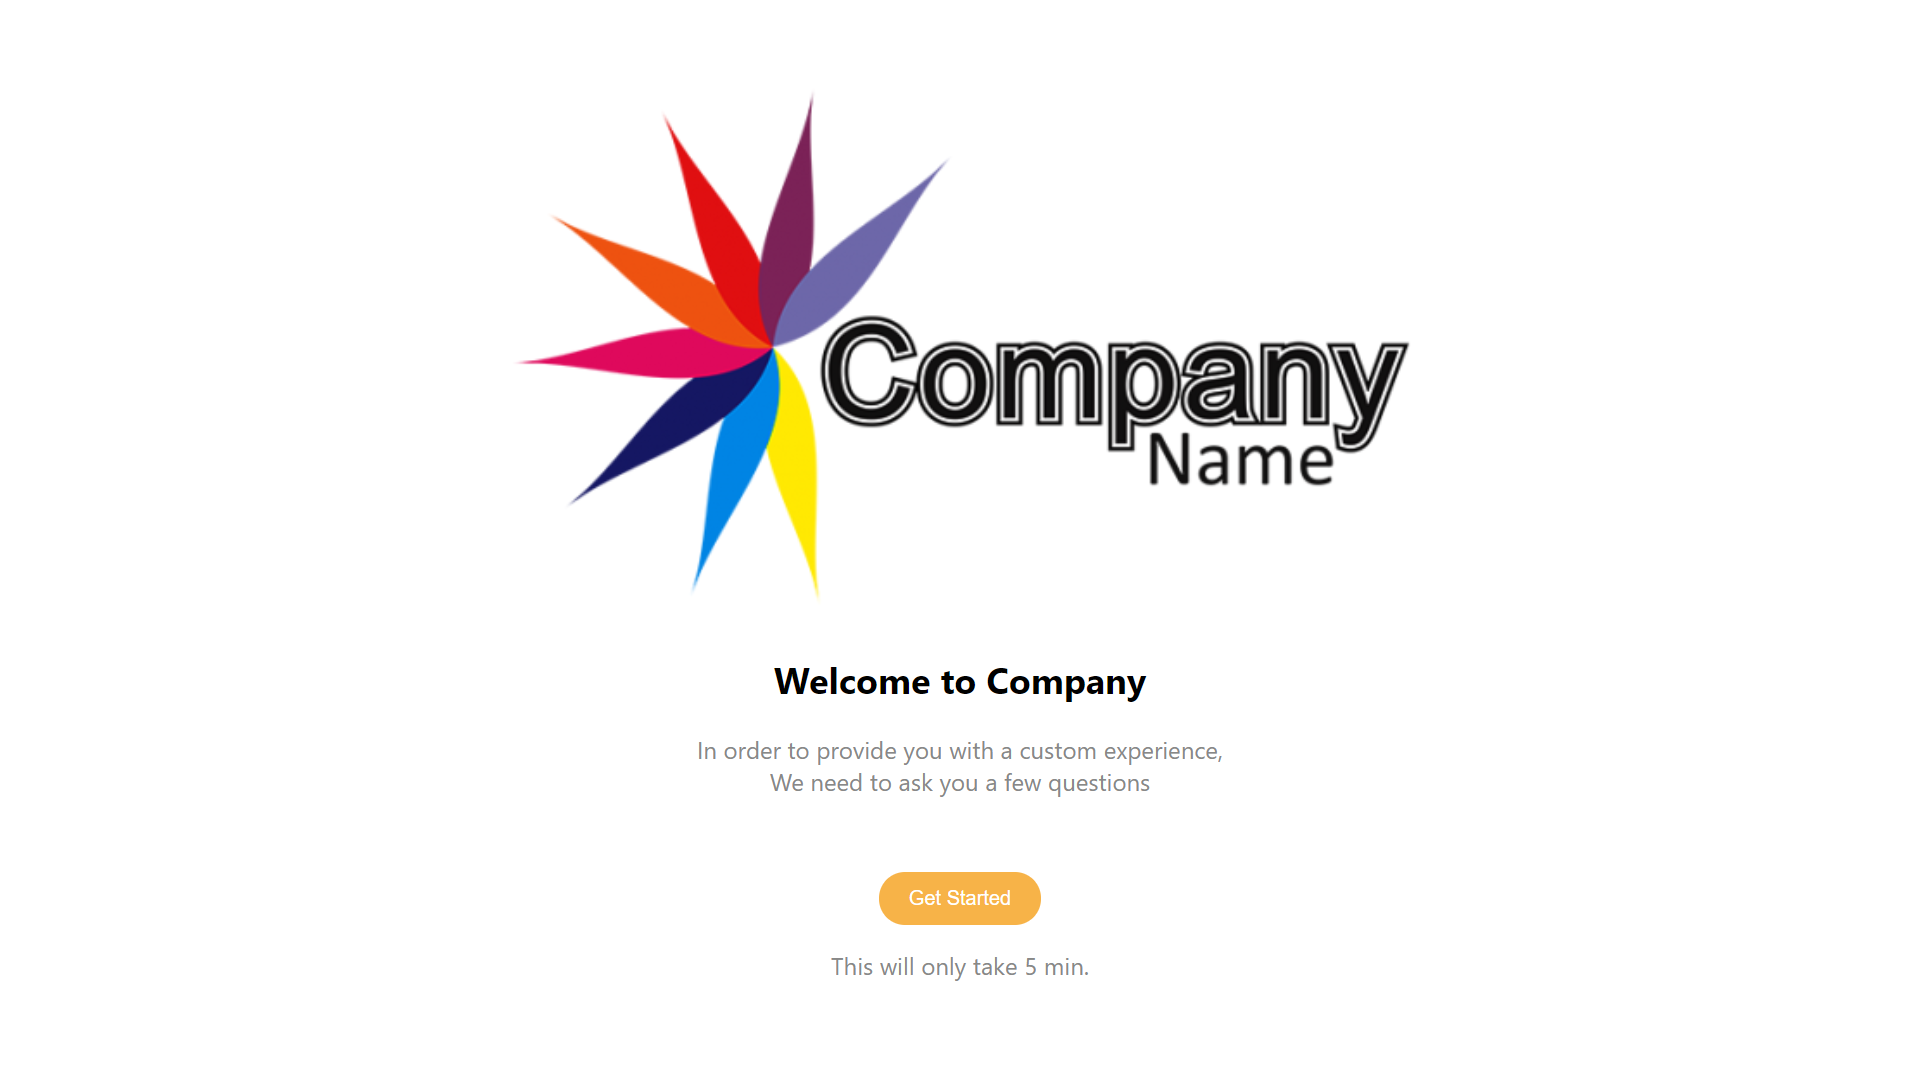 Company
Name
Welcome to Company
In order to provide you with a custom experience,
We need to ask you a few questions
Get Started
This will only take 5 min.